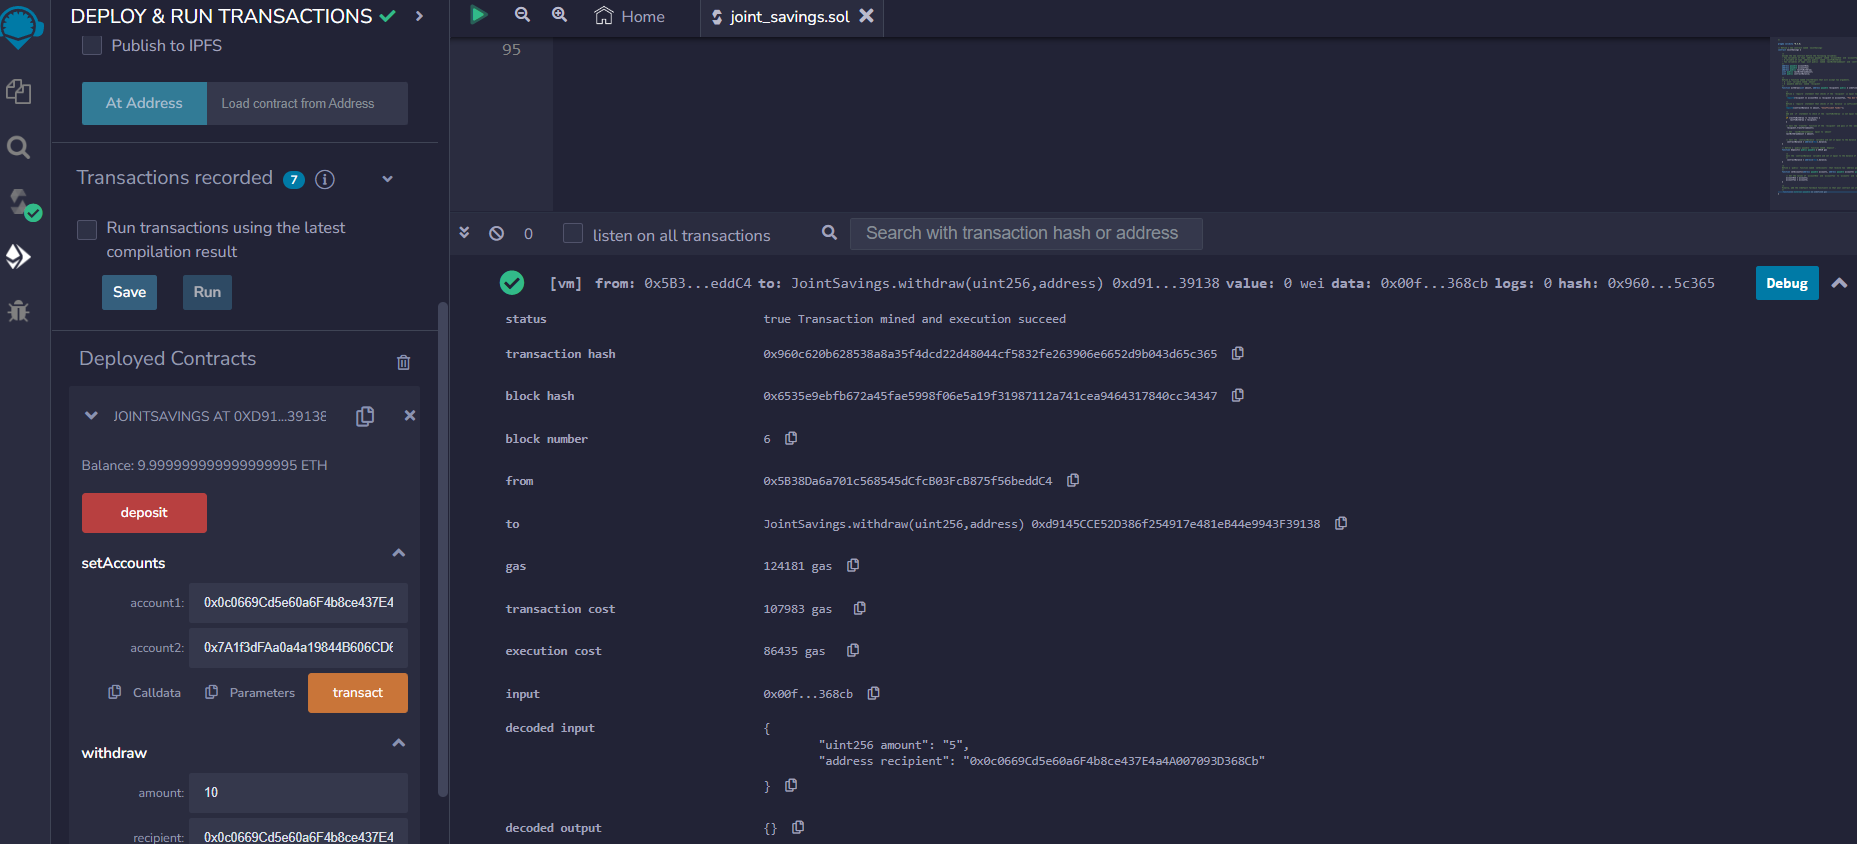 DEPLOY & RUN TRANSACTIONS
Publish to IPFS
At Address
Load contract from Address
Transactions recorded 7
Run transactions using the latest
compilation result
Save
Run
Deployed Contracts
JOINTSAVINGS AT 0XD91...39138
Balance: 9.999999999999999995 ETH
deposit
setAccounts
account1: 0x0c0669Cd5e60a6F4b8ce437E4
account2: 0x7A1f3dFAa0a4a19844B606CD6
Calldata Parameters transact
withdraw
amount: 10
recipient: 0x0c0669Cd5e60a6F4b8ce437E4
Home
joint_savings.sol
95
0 listen on all transactions
Search with transaction hash or address
[vm] from: 0x5B3...eddC4 to: JointSavings.withdraw(uint256,address) 0xd91...39138 value: 0 wei data: 0x00f...368cb logs: 0 hash: 0x960...5c365
Debug
status true Transaction mined and execution succeed
transaction hash 0x960c620b628538a8a35f4dcd22d48044cf5832fe263906e6652d9b043d65c365
block hash 0x6535e9ebfb672a45fae5998f06e5a19f31987112a741cea9464317840cc34347
block number 6
from 0x5B38Da6a701c568545dCfcB03FcB875f56beddC4
to JointSavings.withdraw(uint256,address) 0xd9145CCE52D386f254917e481eB44e9943F39138
gas 124181 gas
transaction cost 107983 gas
execution cost 86435 gas
input 0x00f...368cb
decoded input {
"uint256 amount": "5",
"address recipient": "0x0c0669Cd5e60a6F4b8ce437E4a4A007093D368Cb"
}
decoded output {}